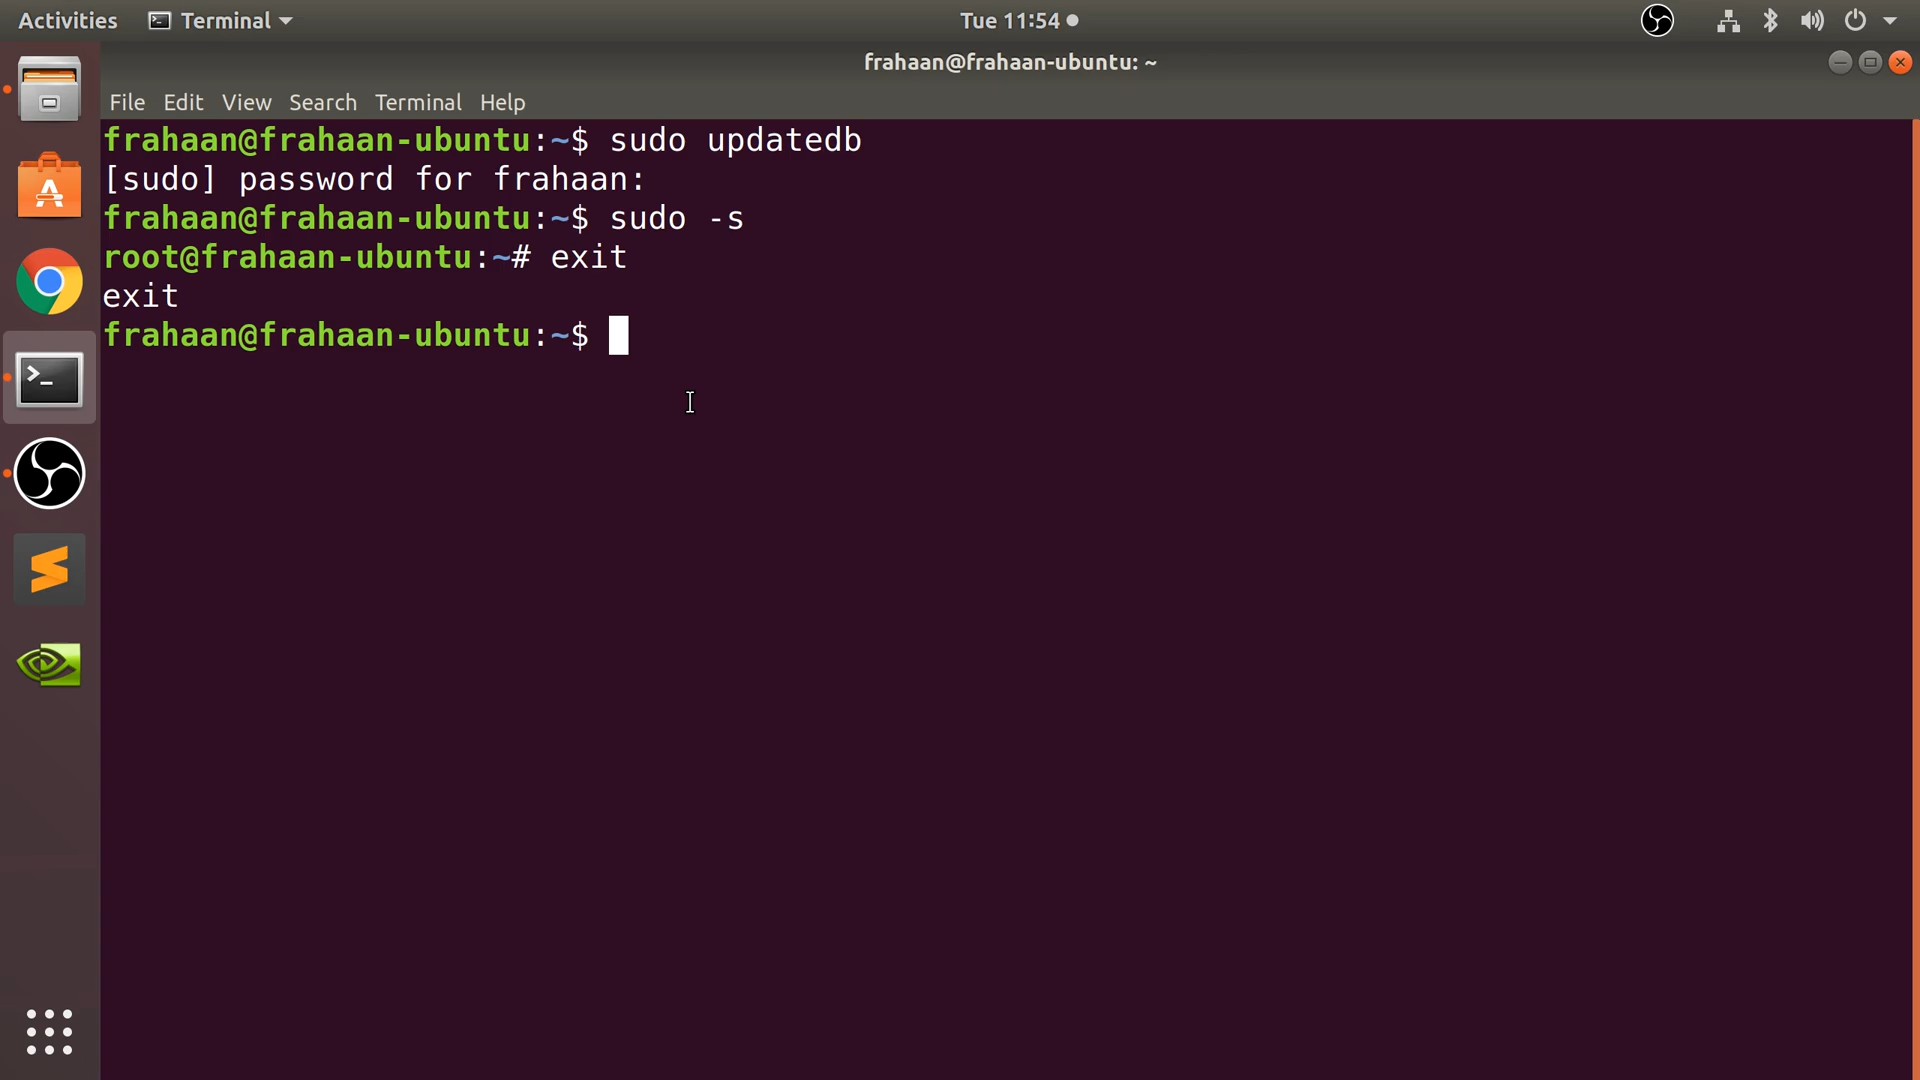 Activities Terminal Tue 11:54
frahaan@frahaan-ubuntu: ~
File Edit View Search Terminal Help
frahaan@frahaan-ubuntu:~$ sudo updatedb
[sudo] password for frahaan:
frahaan@frahaan-ubuntu:~$ sudo -s
root@frahaan-ubuntu:~# exit
exit
frahaan@frahaan-ubuntu:~$